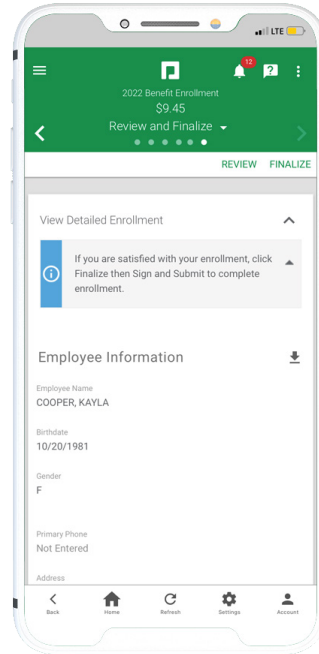 LTE
12
?
2022 Benefit Enrollment
$9.45
Review and Finalize
REVIEW FINALIZE
View Detailed Enrollment
If you are satisfied with your enrollment, click
Finalize then Sign and Submit to complete
enrollment.
Employee Information
Employee Name
COOPER, KAYLA
Birthdate
10/20/1981
Gender
F
Primary Phone
Not Entered
Address
Back Home Refresh Settings Account